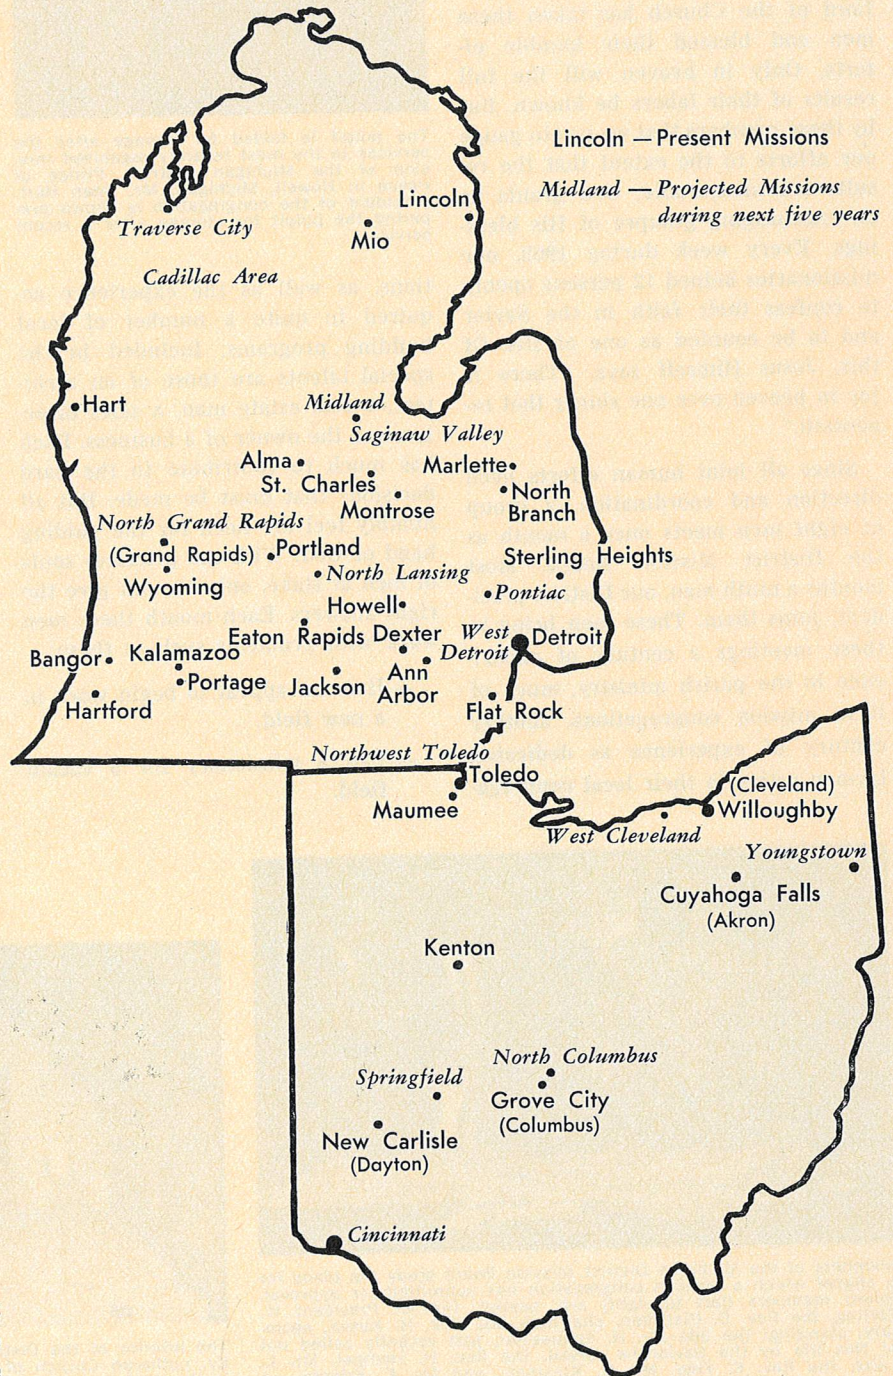 Lincoln — Present Missions
Midland — Projected Missions
during next five years
Lincoln
Traverse City
Mio
Cadillac Area
Hart
Midland
Saginaw Valley
Alma
Marlette
St. Charles
North
Branch
Montrose
North Grand Rapids
(Grand Rapids)
Portland
Sterling Heights
Wyoming
North Lansing
Pontiac
Howell
Eaton Rapids
Dexter
West
Detroit
Detroit
Bangor
Kalamazoo
Portage
Jackson
Ann
Arbor
Hartford
Flat Rock
Northwest Toledo
Toledo
Maumee
(Cleveland)
Willoughby
West Cleveland
Youngstown
Cuyahoga Falls
(Akron)
Kenton
North Columbus
Springfield
Grove City
(Columbus)
New Carlisle
(Dayton)
Cincinnati